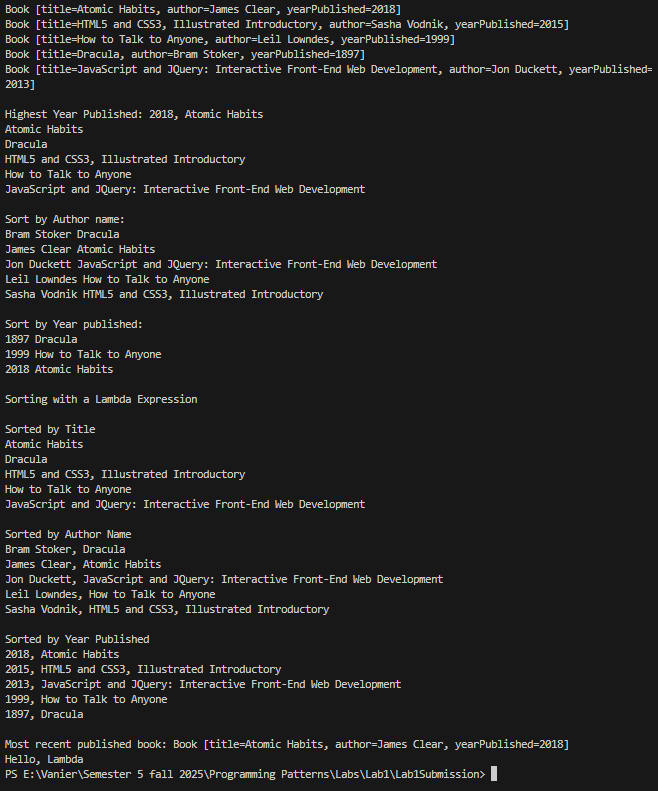 Book [title=Atomic Habits, author=James Clear, yearPublished=2018]
Book [title=HTML5 and CSS3, Illustrated Introductory, author=Sasha Vodnik, yearPublished=2015]
Book [title=How to Talk to Anyone, author=Leil Lowndes, yearPublished=1999]
Book [title=Dracula, author=Bram Stoker, yearPublished=1897]
Book [title=JavaScript and JQuery: Interactive Front-End Web Development, author=Jon Duckett, yearPublished=
2013]
Highest Year Published: 2018, Atomic Habits
Atomic Habits
Dracula
HTML5 and CSS3, Illustrated Introductory
How to Talk to Anyone
JavaScript and JQuery: Interactive Front-End Web Development
Sort by Author name:
Bram Stoker Dracula
James Clear Atomic Habits
Jon Duckett JavaScript and JQuery: Interactive Front-End Web Development
Leil Lowndes How to Talk to Anyone
Sasha Vodnik HTML5 and CSS3, Illustrated Introductory
Sort by Year published:
1897 Dracula
1999 How to Talk to Anyone
2018 Atomic Habits
Sorting with a Lambda Expression
Sorted by Title
Atomic Habits
Dracula
HTML5 and CSS3, Illustrated Introductory
How to Talk to Anyone
JavaScript and JQuery: Interactive Front-End Web Development
Sorted by Author Name
Bram Stoker, Dracula
James Clear, Atomic Habits
Jon Duckett, JavaScript and JQuery: Interactive Front-End Web Development
Leil Lowndes, How to Talk to Anyone
Sasha Vodnik, HTML5 and CSS3, Illustrated Introductory
Sorted by Year Published
2018, Atomic Habits
2015, HTML5 and CSS3, Illustrated Introductory
2013, JavaScript and JQuery: Interactive Front-End Web Development
1999, How to Talk to Anyone
1897, Dracula
Most recent published book: Book [title=Atomic Habits, author=James Clear, yearPublished=2018]
Hello, Lambda
PS E:\Vanier\Semester 5 fall 2025\Programming Patterns\Labs\Lab1\Lab1Submission>